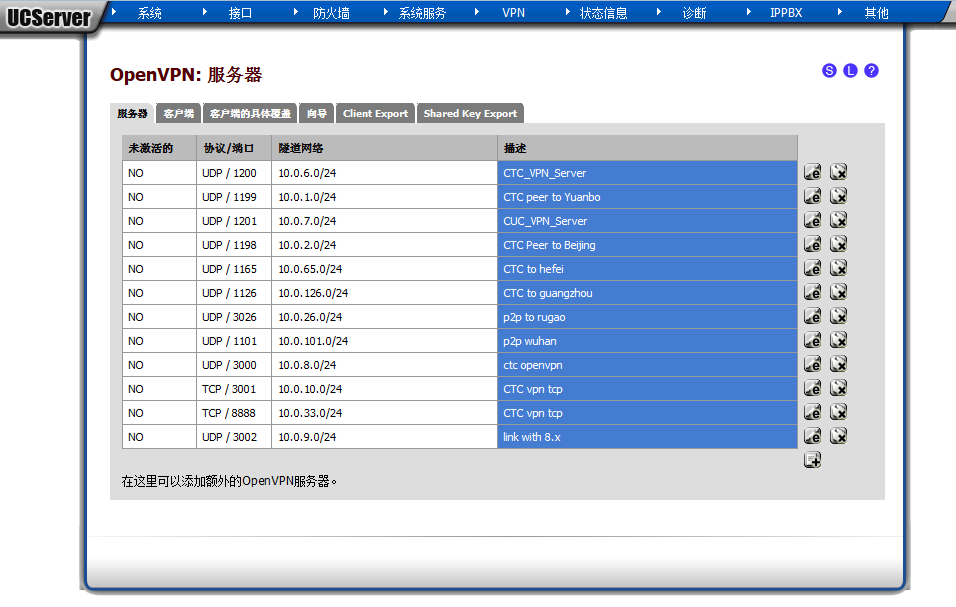 UCServer
系统 接口 防火墙 系统服务 VPN 状态信息 诊断 IPPBX 其他
OpenVPN: 服务器
S L ?
服务器 客户端 客户端的具体覆盖 向导 Client Export Shared Key Export
未激活的 协议/端口 隧道网络 描述
NO UDP / 1200 10.0.6.0/24 CTC_VPN_Server
NO UDP / 1199 10.0.1.0/24 CTC peer to Yuanbo
NO UDP / 1201 10.0.7.0/24 CUC_VPN_Server
NO UDP / 1198 10.0.2.0/24 CTC Peer to Beijing
NO UDP / 1165 10.0.65.0/24 CTC to hefei
NO UDP / 1126 10.0.126.0/24 CTC to guangzhou
NO UDP / 3026 10.0.26.0/24 p2p to rugao
NO UDP / 1101 10.0.101.0/24 p2p wuhan
NO UDP / 3000 10.0.8.0/24 ctc openvpn
NO TCP / 3001 10.0.10.0/24 CTC vpn tcp
NO TCP / 8888 10.0.33.0/24 CTC vpn tcp
NO UDP / 3002 10.0.9.0/24 link with 8.x
在这里可以添加额外的OpenVPN服务器。